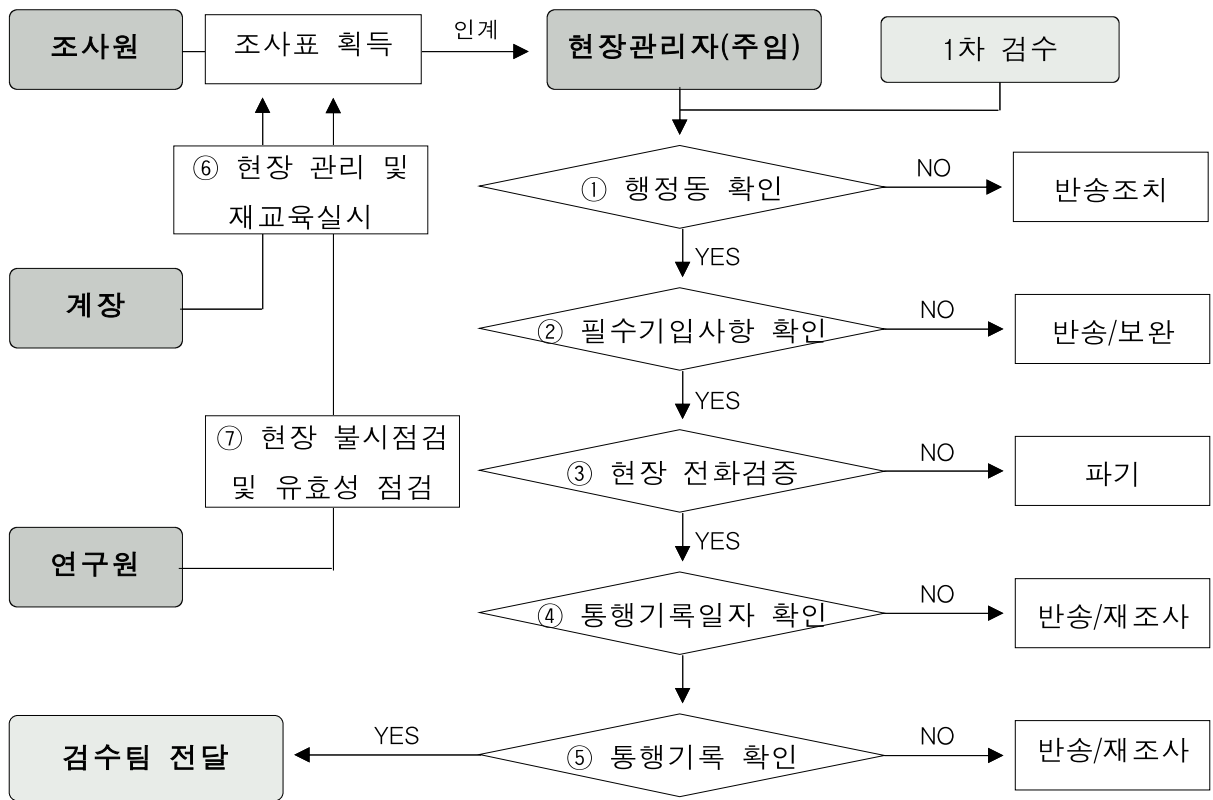 조사원
조사표 획득
인계
현장관리자(주임)
1차 검수
⑥ 현장 관리 및
재교육실시
① 행정동 확인
NO
반송조치
YES
계장
② 필수기입사항 확인
NO
반송/보완
YES
⑦ 현장 불시점검
및 유효성 점검
③ 현장 전화검증
NO
파기
YES
연구원
④ 통행기록일자 확인
NO
반송/재조사
검수팀 전달
YES
⑤ 통행기록 확인
NO
반송/재조사